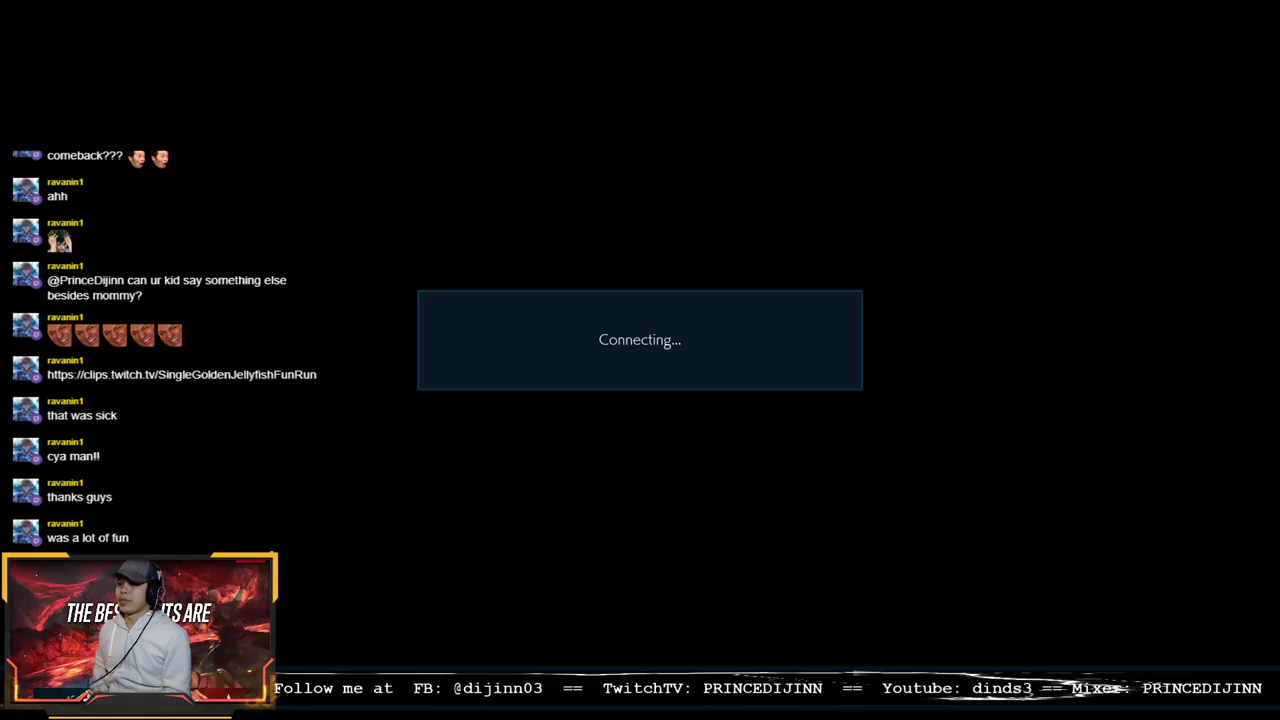 comeback???
ravanin1
ahh
ravanin1
ravanin1
@PrinceDijinn can ur kid say something else
besides mommy?
ravanin1
ravanin1
https://clips.twitch.tv/SingleGoldenJellyfishFunRun
ravanin1
that was sick
ravanin1
cya man!!
ravanin1
thanks guys
ravanin1
was a lot of fun
Connecting...
THE BES TS ARE
Follow me at FB: @dijinn03 == TwitchTV: PRINCEDIJINN == Youtube: dinds3 == Mixer: PRINCEDIJINN